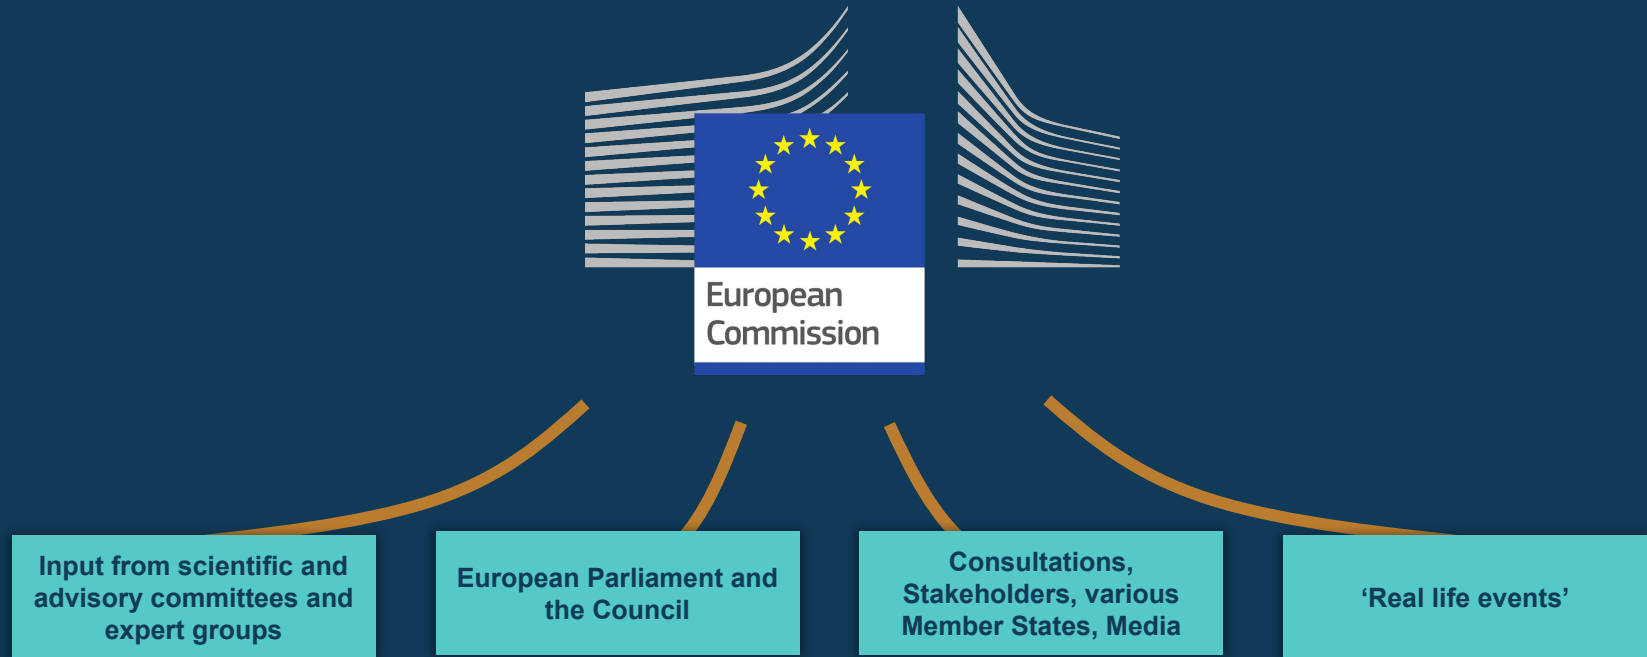 European
Commission
Input from scientific and
advisory committees and
expert groups
European Parliament and
the Council
Consultations,
Stakeholders, various
Member States, Media
‘Real life events’